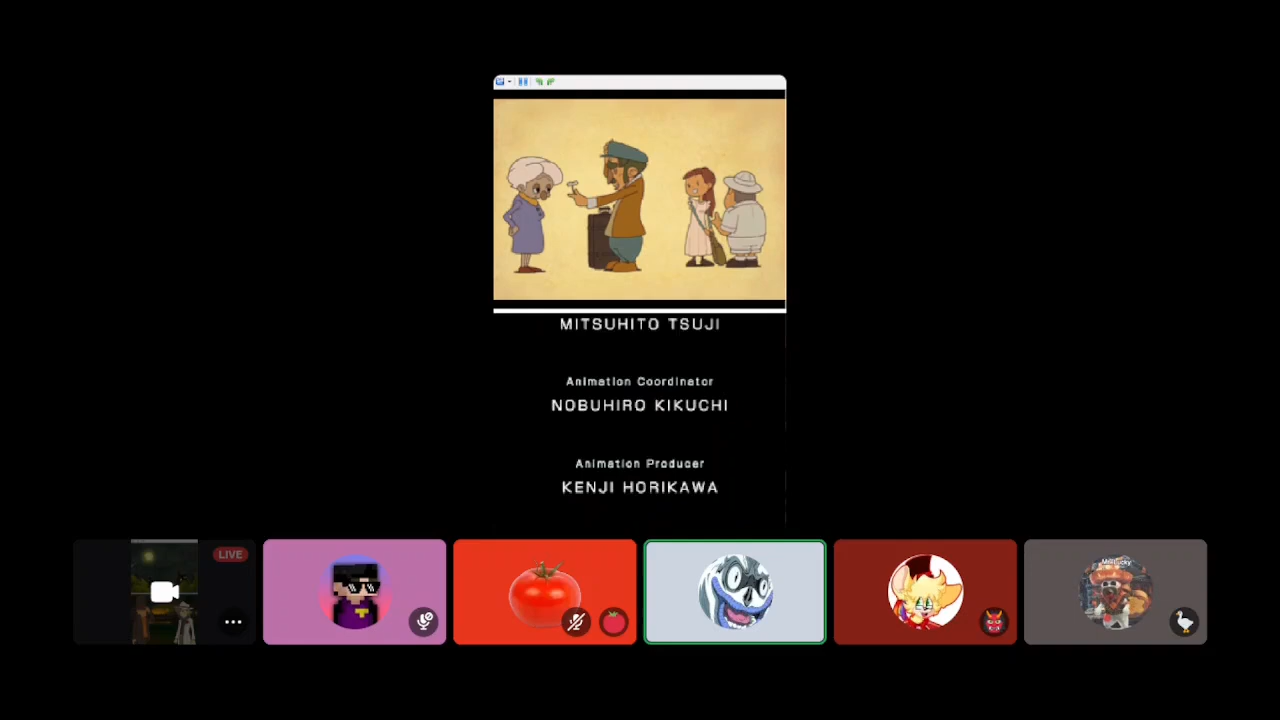 MITSUHITO TSUJI
Animation Coordinator
NOBUHIRO KIKUCHI
Animation Producer
KENJI HORIKAWA
LIVE